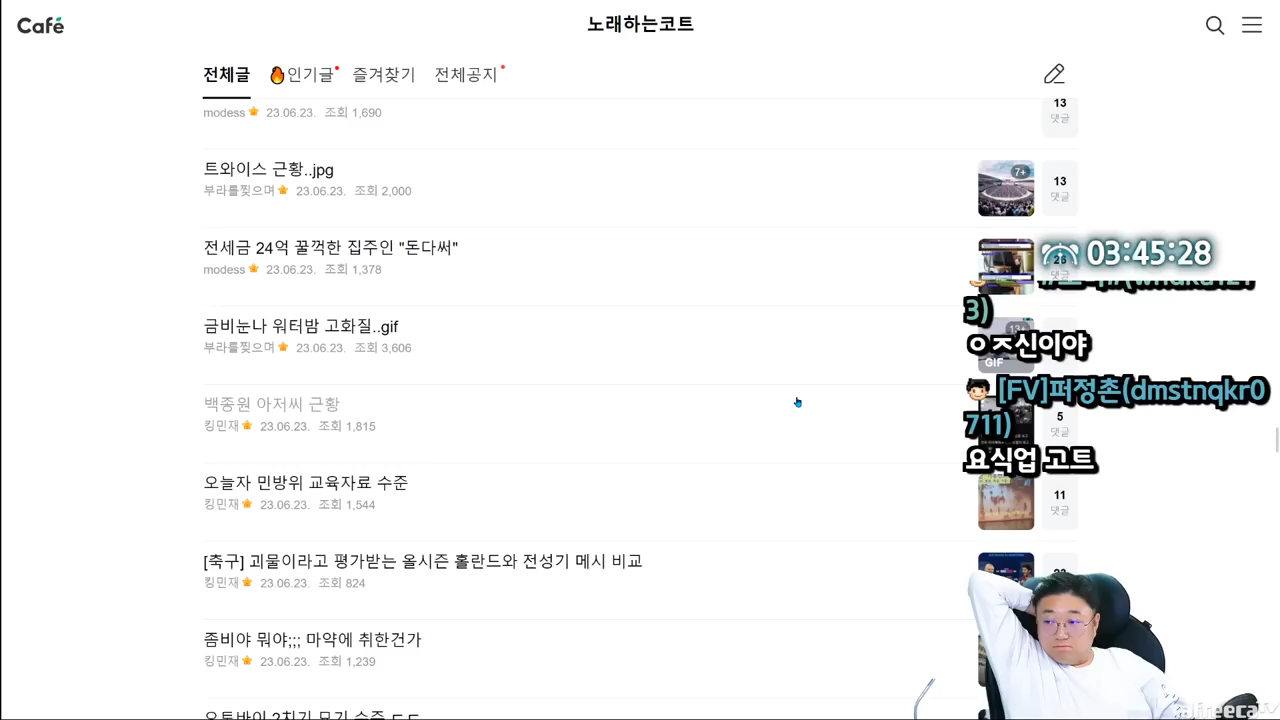 Café
노래하는코트
전체글
🔥인기글
즐겨찾기
전체공지
modess 23.06.23. 조회 1,690
13
댓글
트와이스 근황..jpg
부라를찢으며 23.06.23. 조회 2,000
7+
13
댓글
전세금 24억 꿀꺽한 집주인 "돈다써"
modess 23.06.23. 조회 1,378
26
댓글
03:45:28
3)
금비눈나 워터밤 고화질..gif
부라를찢으며 23.06.23. 조회 3,606
13+
GIF
ㅇㅈ신이야
[FV]퍼정촌(dmstnqkr0
711)
요식업 고트
백종원 아저씨 근황
킹민재 23.06.23. 조회 1,815
5
댓글
오늘자 민방위 교육자료 수준
킹민재 23.06.23. 조회 1,544
11
댓글
[축구] 괴물이라고 평가받는 올시즌 홀란드와 전성기 메시 비교
킹민재 23.06.23. 조회 824
좀비야 뭐야;;; 마약에 취한건가
킹민재 23.06.23. 조회 1,239
afreecaTV